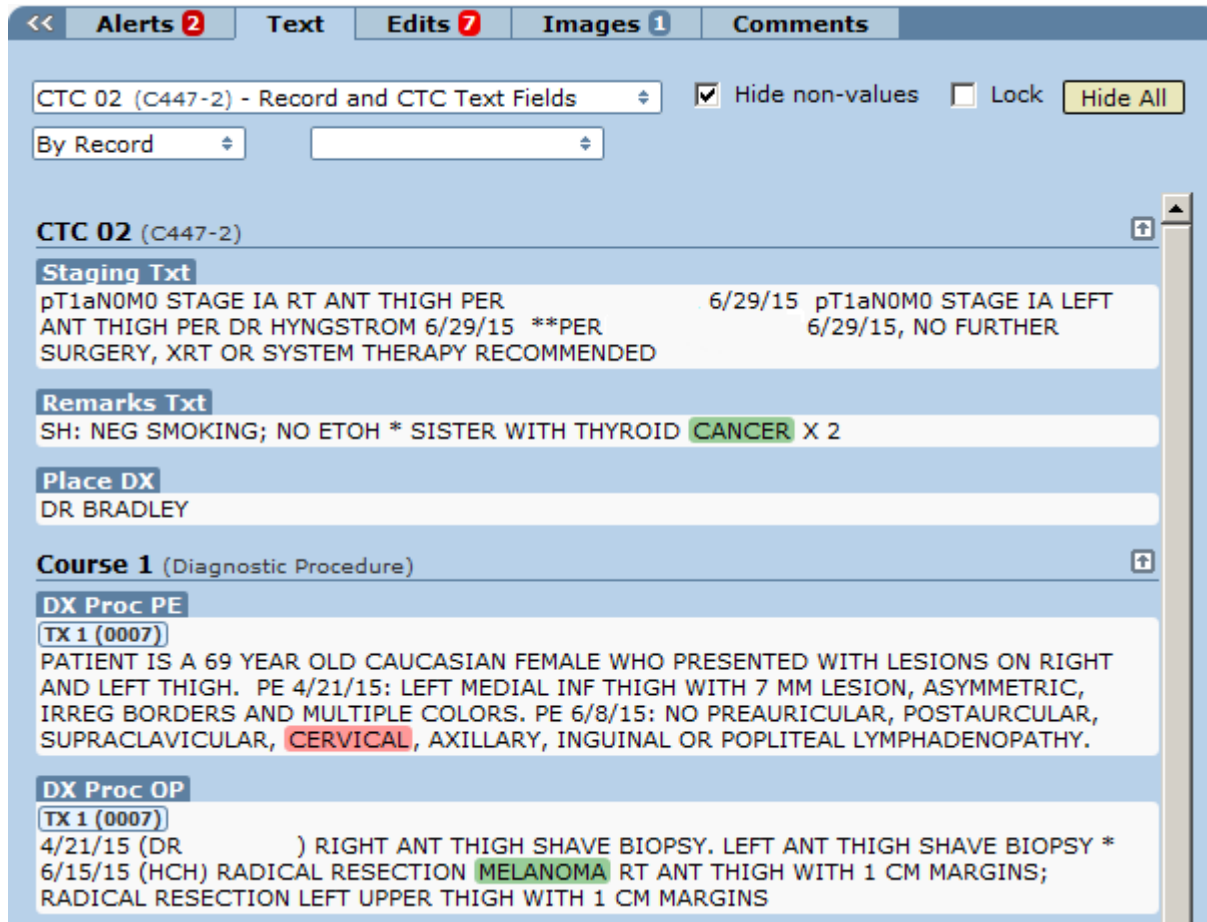 << Alerts 2 Text Edits 7 Images 1 Comments
CTC 02 (C447-2) - Record and CTC Text Fields Hide non-values Lock Hide All
By Record
CTC 02 (C447-2)
Staging Txt
pT1aN0M0 STAGE IA RT ANT THIGH PER 6/29/15 pT1aN0M0 STAGE IA LEFT
ANT THIGH PER DR HYNGSTROM 6/29/15 **PER 6/29/15, NO FURTHER
SURGERY, XRT OR SYSTEM THERAPY RECOMMENDED
Remarks Txt
SH: NEG SMOKING; NO ETOH * SISTER WITH THYROID CANCER X 2
Place DX
DR BRADLEY
Course 1 (Diagnostic Procedure)
DX Proc PE
TX 1 (0007)
PATIENT IS A 69 YEAR OLD CAUCASIAN FEMALE WHO PRESENTED WITH LESIONS ON RIGHT
AND LEFT THIGH. PE 4/21/15: LEFT MEDIAL INF THIGH WITH 7 MM LESION, ASYMMETRIC,
IRREG BORDERS AND MULTIPLE COLORS. PE 6/8/15: NO PREAURICULAR, POSTAURCULAR,
SUPRACLAVICULAR, CERVICAL, AXILLARY, INGUINAL OR POPLITEAL LYMPHADENOPATHY.
DX Proc OP
TX 1 (0007)
4/21/15 (DR ) RIGHT ANT THIGH SHAVE BIOPSY. LEFT ANT THIGH SHAVE BIOPSY *
6/15/15 (HCH) RADICAL RESECTION MELANOMA RT ANT THIGH WITH 1 CM MARGINS;
RADICAL RESECTION LEFT UPPER THIGH WITH 1 CM MARGINS